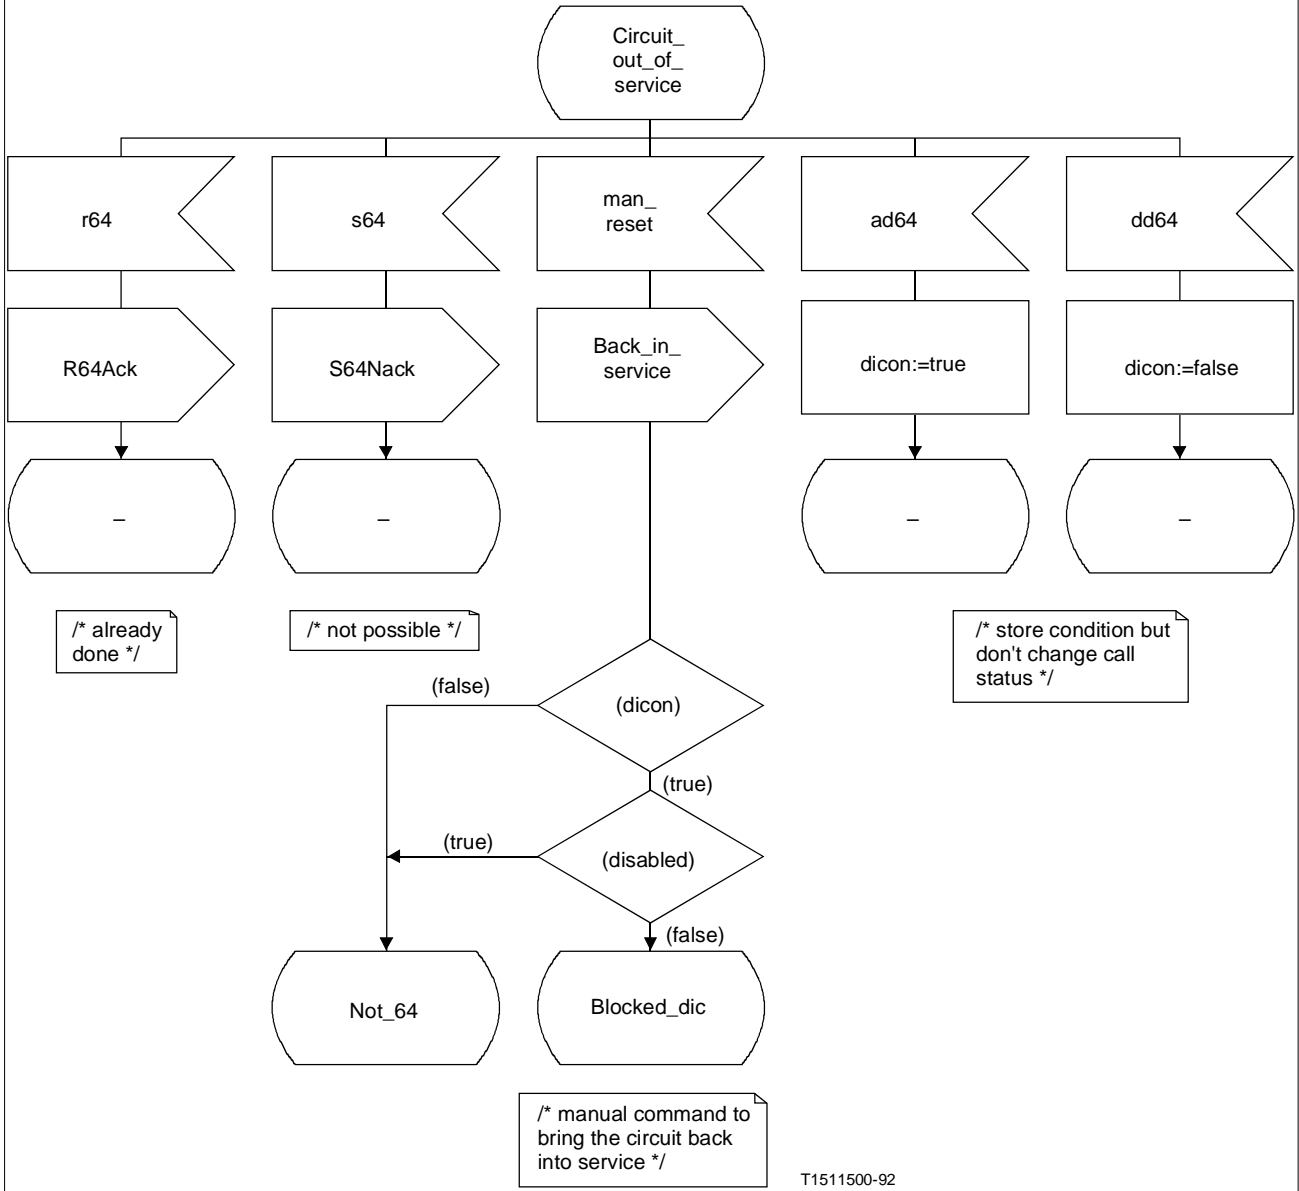 Circuit_
out_of_
service
r64
s64
man_
reset
ad64
dd64
R64Ack
S64Nack
Back_in_
service
dicon:=true
dicon:=false
–
–
–
–
/* already
done */
/* not possible */
/* store condition but
don't change call
status */
(false)
(dicon)
(true)
(true)
(disabled)
(false)
Not_64
Blocked_dic
/* manual command to
bring the circuit back
into service */
T1511500-92